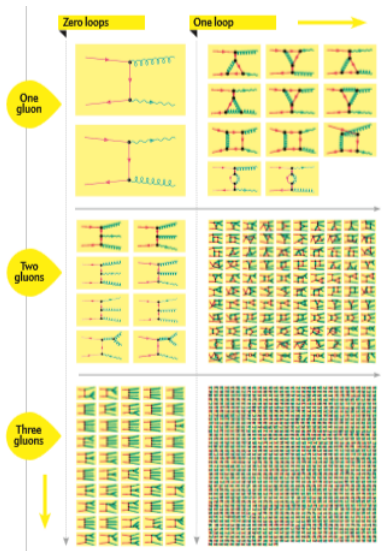 Zero loops
One loop
One
gluon
Two
gluons
Three
gluons